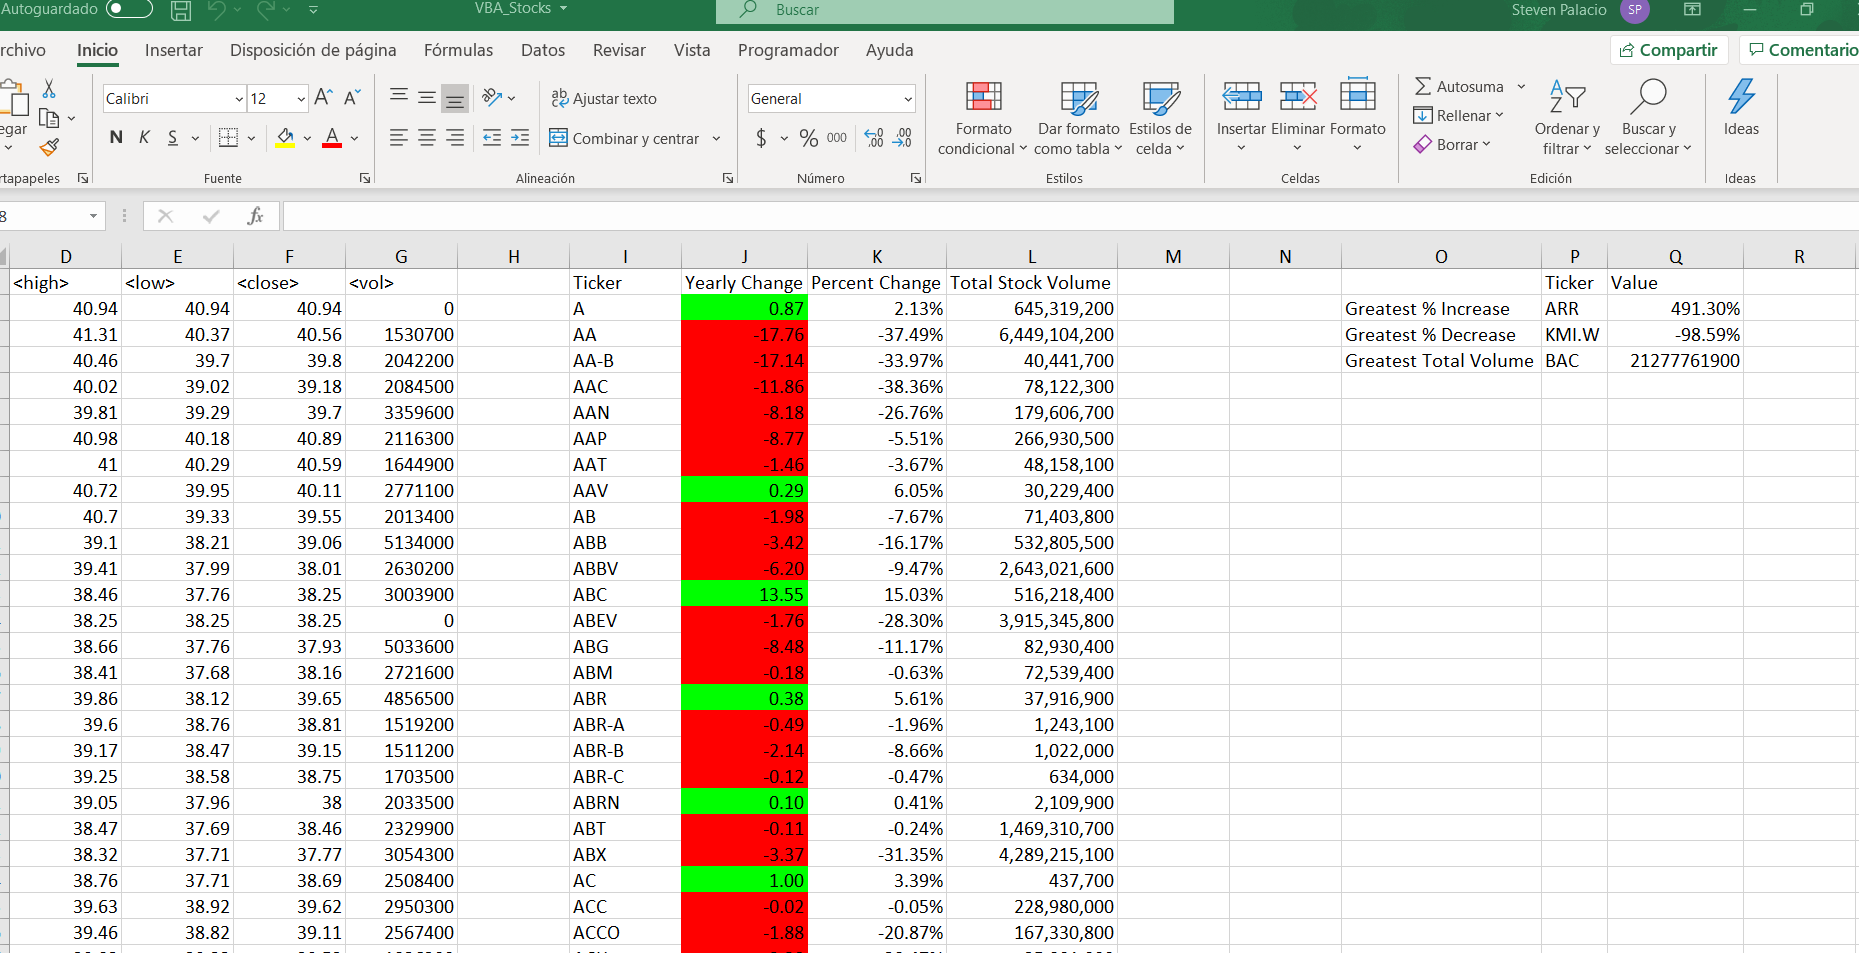 Autoguardado VBA_Stocks Buscar Steven Palacio SP
rchivo Inicio Insertar Disposición de página Fórmulas Datos Revisar Vista Programador Ayuda Compartir Comentario
Calibri 12 Ajustar texto General
egar N K S A Combinar y centrar $ % 000
Formato condicional Dar formato como tabla Estilos de celda Insertar Eliminar Formato
Autosuma Rellenar Borrar Ordenar y filtrar Buscar y seleccionar Ideas
rtapapeles Fuente Alineación Número Estilos Celdas Edición Ideas
8 fx
D E F G H I J K L M N O P Q R
<high> <low> <close> <vol> Ticker Yearly Change Percent Change Total Stock Volume Ticker Value
40.94 40.94 40.94 0 A 0.87 2.13% 645,319,200 Greatest % Increase ARR 491.30%
41.31 40.37 40.56 1530700 AA -17.76 -37.49% 6,449,104,200 Greatest % Decrease KMI.W -98.59%
40.46 39.7 39.8 2042200 AA-B -17.14 -33.97% 40,441,700 Greatest Total Volume BAC 21277761900
40.02 39.02 39.18 2084500 AAC -11.86 -38.36% 78,122,300
39.81 39.29 39.7 3359600 AAN -8.18 -26.76% 179,606,700
40.98 40.18 40.89 2116300 AAP -8.77 -5.51% 266,930,500
41 40.29 40.59 1644900 AAT -1.46 -3.67% 48,158,100
40.72 39.95 40.11 2771100 AAV 0.29 6.05% 30,229,400
40.7 39.33 39.55 2013400 AB -1.98 -7.67% 71,403,800
39.1 38.21 39.06 5134000 ABB -3.42 -16.17% 532,805,500
39.41 37.99 38.01 2630200 ABBV -6.20 -9.47% 2,643,021,600
38.46 37.76 38.25 3003900 ABC 13.55 15.03% 516,218,400
38.25 38.25 38.25 0 ABEV -1.76 -28.30% 3,915,345,800
38.66 37.76 37.93 5033600 ABG -8.48 -11.17% 82,930,400
38.41 37.68 38.16 2721600 ABM -0.18 -0.63% 72,539,400
39.86 38.12 39.65 4856500 ABR 0.38 5.61% 37,916,900
39.6 38.76 38.81 1519200 ABR-A -0.49 -1.96% 1,243,100
39.17 38.47 39.15 1511200 ABR-B -2.14 -8.66% 1,022,000
39.25 38.58 38.75 1703500 ABR-C -0.12 -0.47% 634,000
39.05 37.96 38 2033500 ABRN 0.10 0.41% 2,109,900
38.47 37.69 38.46 2329900 ABT -0.11 -0.24% 1,469,310,700
38.32 37.71 37.77 3054300 ABX -3.37 -31.35% 4,289,215,100
38.76 37.71 38.69 2508400 AC 1.00 3.39% 437,700
39.63 38.92 39.62 2950300 ACC -0.02 -0.05% 228,980,000
39.46 38.82 39.11 2567400 ACCO -1.88 -20.87% 167,330,800